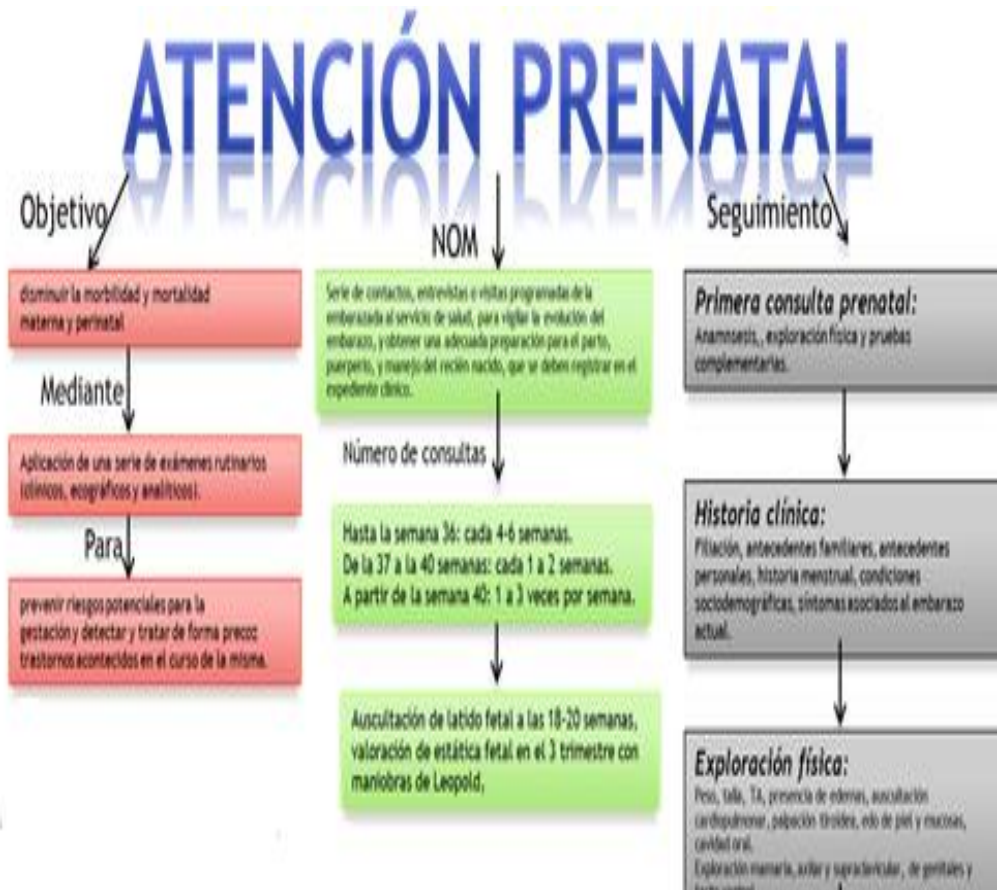 ATENCIÓN PRENATAL
Objetivo
disminuir la morbilidad y mortalidad
materna y perinatal
Mediante
Aplicación de una serie de exámenes rutinarios
(clínicos, ecográficos y analíticos).
Para
prevenir riesgos potenciales para la
gestación y detectar y tratar de forma precoz
trastornos acontecidos en el curso de la misma.
NOM
Serie de contactos, entrevistas o visitas programadas de la
embarazada al servicio de salud, para vigilar la evolución del
embarazo, y obtener una adecuada preparación para el parto,
puerperio, y manejo del recién nacido, que se deben registrar en el
expediente clínico.
Número de consultas
Hasta la semana 36: cada 4-6 semanas.
De la 37 a la 40 semanas: cada 1 a 2 semanas.
A partir de la semana 40: 1 a 3 veces por semana.
Auscultación de latido fetal a las 18-20 semanas,
valoración de estática fetal en el 3 trimestre con
maniobras de Leopold,
Seguimiento
Primera consulta prenatal:
Anamnesis,, exploración física y pruebas
complementarias.
Historia clínica:
Filiación, antecedentes familiares, antecedentes
personales, historia menstrual, condiciones
sociodemográficas, síntomas asociados al embarazo
actual.
Exploración física:
Peso, talla, TA, presencia de edemas, auscultación
cardiopulmonar, palpación tiroidea, edo de piel y mucosas,
cavidad oral.
Exploración mamaria, axilar y supraclavicular, de genitales y